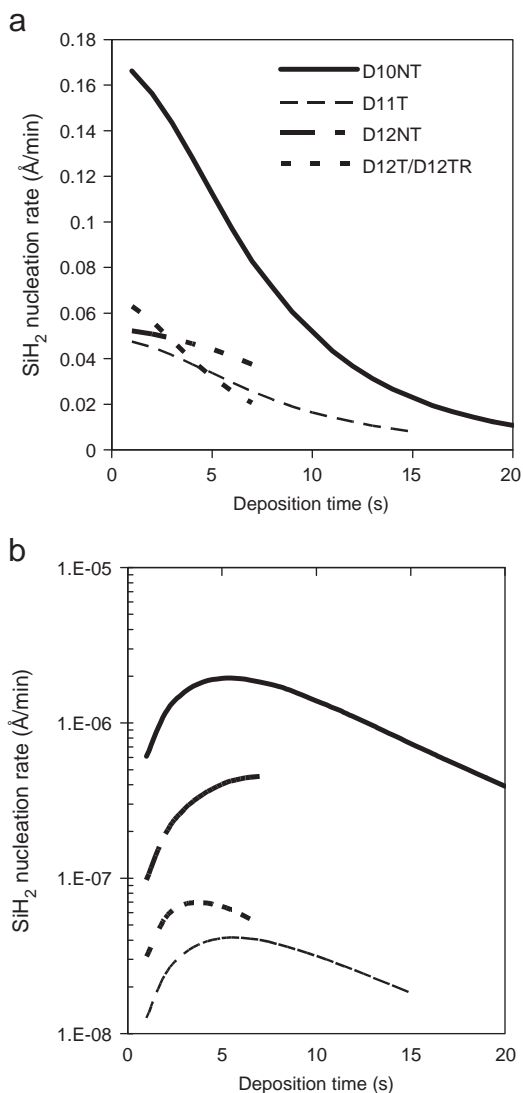 a
0.18
0.16
0.14
0.12
0.1
0.08
0.06
0.04
0.02
0
SiH2 nucleation rate (Å/min)
D10NT
D11T
D12NT
D12T/D12TR
0 5 10 15 20
Deposition time (s)
b
1.E-05
1.E-06
1.E-07
1.E-08
SiH2 nucleation rate (Å/min)
0 5 10 15 20
Deposition time (s)